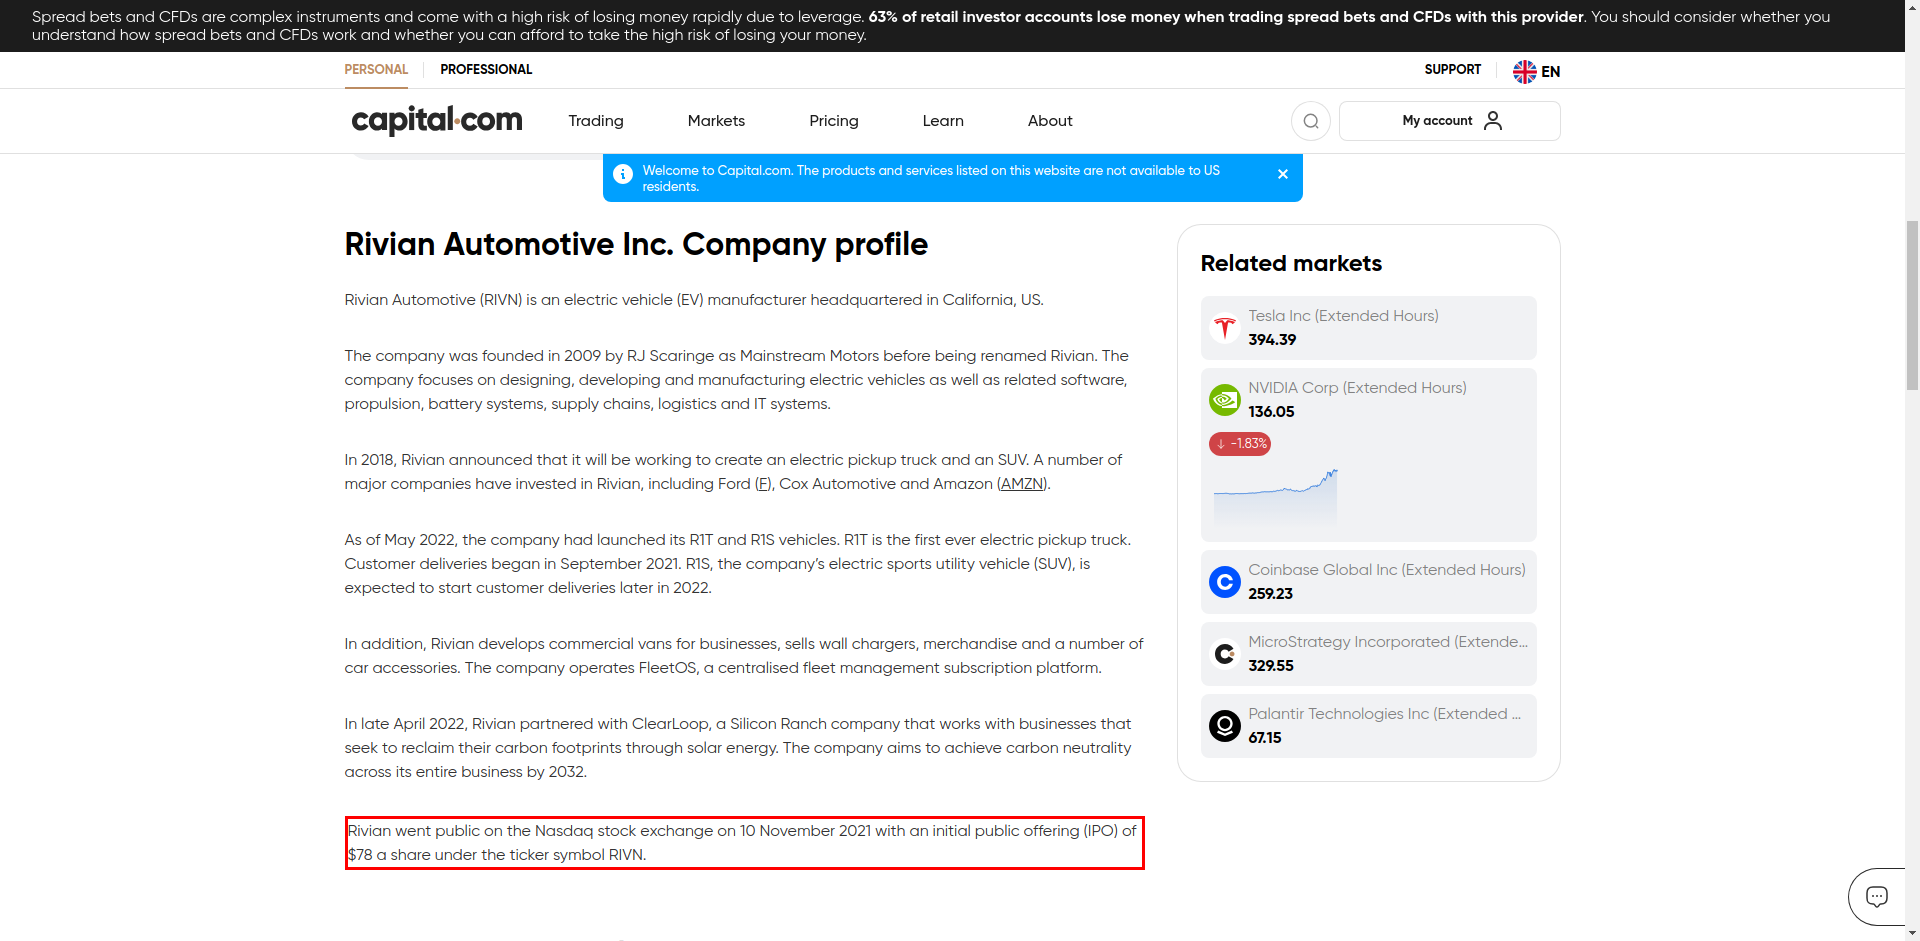 Spread bets and CFDs are complex instruments and come with a high risk of losing money rapidly due to leverage. 63% of retail investor accounts lose money when trading spread bets and CFDs with this provider. You should consider whether you
understand how spread bets and CFDs work and whether you can afford to take the high risk of losing your money.
PERSONAL PROFESSIONAL SUPPORT EN
capital.com Trading Markets Pricing Learn About My account
Welcome to Capital.com. The products and services listed on this website are not available to US
residents.
Rivian Automotive Inc. Company profile
Rivian Automotive (RIVN) is an electric vehicle (EV) manufacturer headquartered in California, US.
The company was founded in 2009 by RJ Scaringe as Mainstream Motors before being renamed Rivian. The
company focuses on designing, developing and manufacturing electric vehicles as well as related software,
propulsion, battery systems, supply chains, logistics and IT systems.
In 2018, Rivian announced that it will be working to create an electric pickup truck and an SUV. A number of
major companies have invested in Rivian, including Ford (F), Cox Automotive and Amazon (AMZN).
As of May 2022, the company had launched its R1T and R1S vehicles. R1T is the first ever electric pickup truck.
Customer deliveries began in September 2021. R1S, the company’s electric sports utility vehicle (SUV), is
expected to start customer deliveries later in 2022.
In addition, Rivian develops commercial vans for businesses, sells wall chargers, merchandise and a number of
car accessories. The company operates FleetOS, a centralised fleet management subscription platform.
In late April 2022, Rivian partnered with ClearLoop, a Silicon Ranch company that works with businesses that
seek to reclaim their carbon footprints through solar energy. The company aims to achieve carbon neutrality
across its entire business by 2032.
Rivian went public on the Nasdaq stock exchange on 10 November 2021 with an initial public offering (IPO) of
$78 a share under the ticker symbol RIVN.
Related markets
Tesla Inc (Extended Hours)
394.39
NVIDIA Corp (Extended Hours)
136.05
-1.83%
Coinbase Global Inc (Extended Hours)
259.23
MicroStrategy Incorporated (Extende...
329.55
Palantir Technologies Inc (Extended ...
67.15